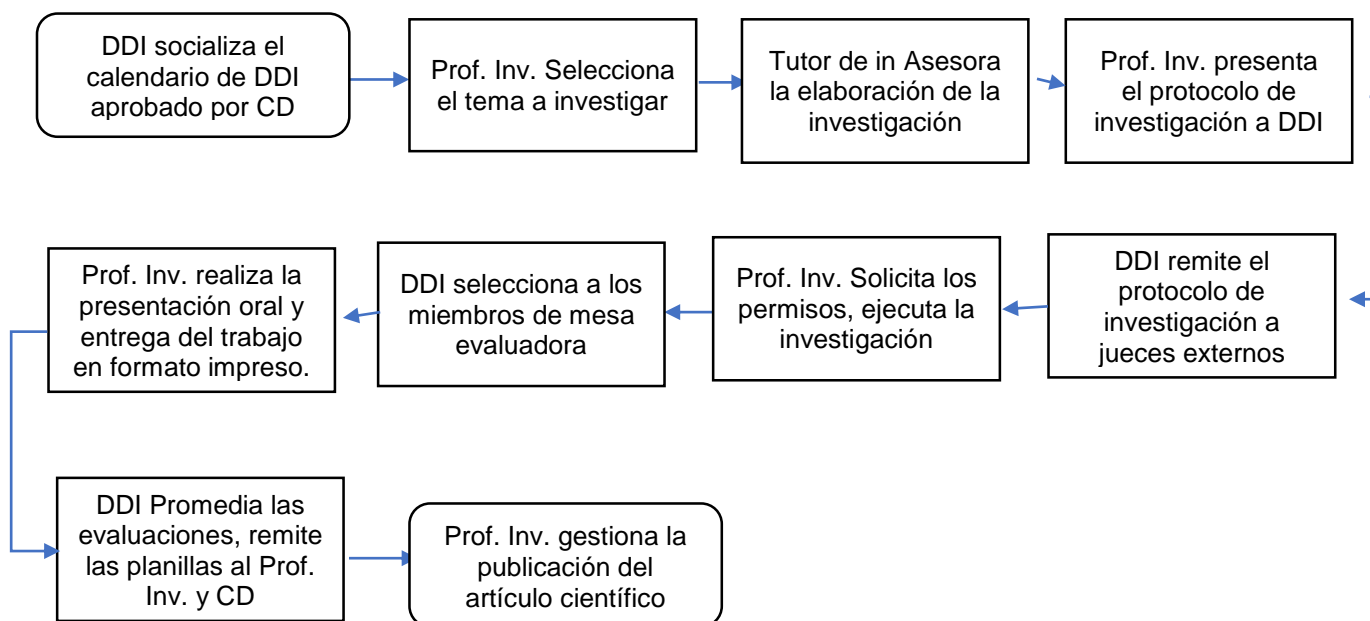 DDI socializa el
calendario de DDI
aprobado por CD
Prof. Inv. Selecciona
el tema a investigar
Tutor de in Asesora
la elaboración de la
investigación
Prof. Inv. presenta
el protocolo de
investigación a DDI
DDI remite el
protocolo de
investigación a
jueces externos
Prof. Inv. Solicita los
permisos, ejecuta la
investigación
DDI selecciona a los
miembros de mesa
evaluadora
Prof. Inv. realiza la
presentación oral y
entrega del trabajo
en formato impreso.
DDI Promedia las
evaluaciones, remite
las planillas al Prof.
Inv. y CD
Prof. Inv. gestiona la
publicación del
artículo científico